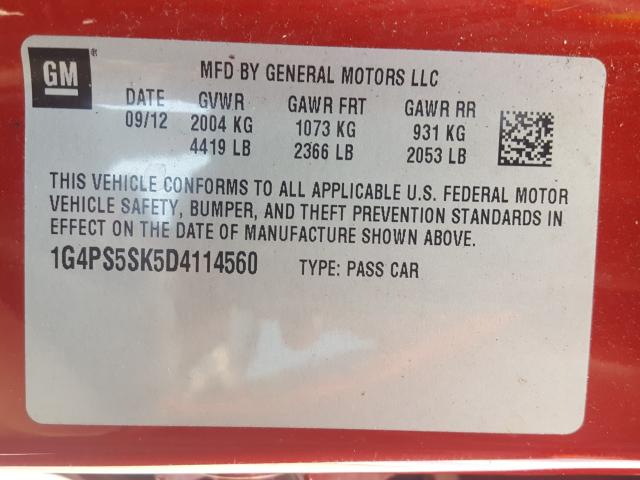 GM®
MFD BY GENERAL MOTORS LLC
DATE GVWR GAWR FRT GAWR RR
09/12 2004 KG 1073 KG 931 KG
4419 LB 2366 LB 2053 LB
THIS VEHICLE CONFORMS TO ALL APPLICABLE U.S. FEDERAL MOTOR
VEHICLE SAFETY, BUMPER, AND THEFT PREVENTION STANDARDS IN
EFFECT ON THE DATE OF MANUFACTURE SHOWN ABOVE.
1G4PS5SK5D4114560 TYPE: PASS CAR